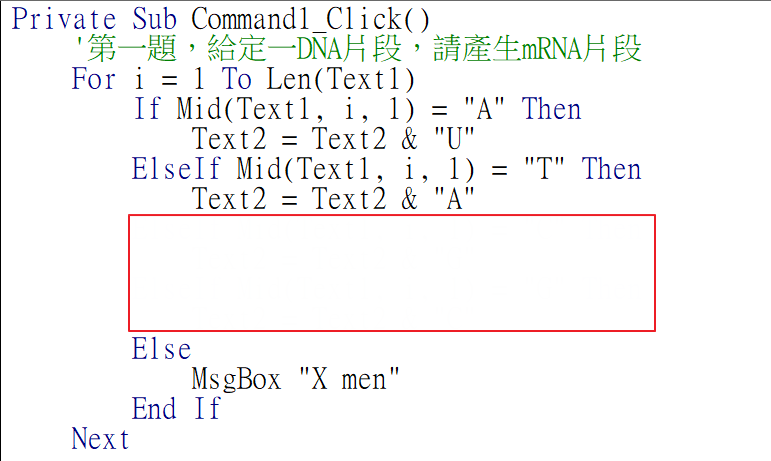 Private Sub Command1_Click()
'第一題，給定一DNA片段，請產生mRNA片段
For i = 1 To Len(Text1)
If Mid(Text1, i, 1) = "A" Then
Text2 = Text2 & "U"
ElseIf Mid(Text1, i, 1) = "T" Then
Text2 = Text2 & "A"
Else
MsgBox "X men"
End If
Next